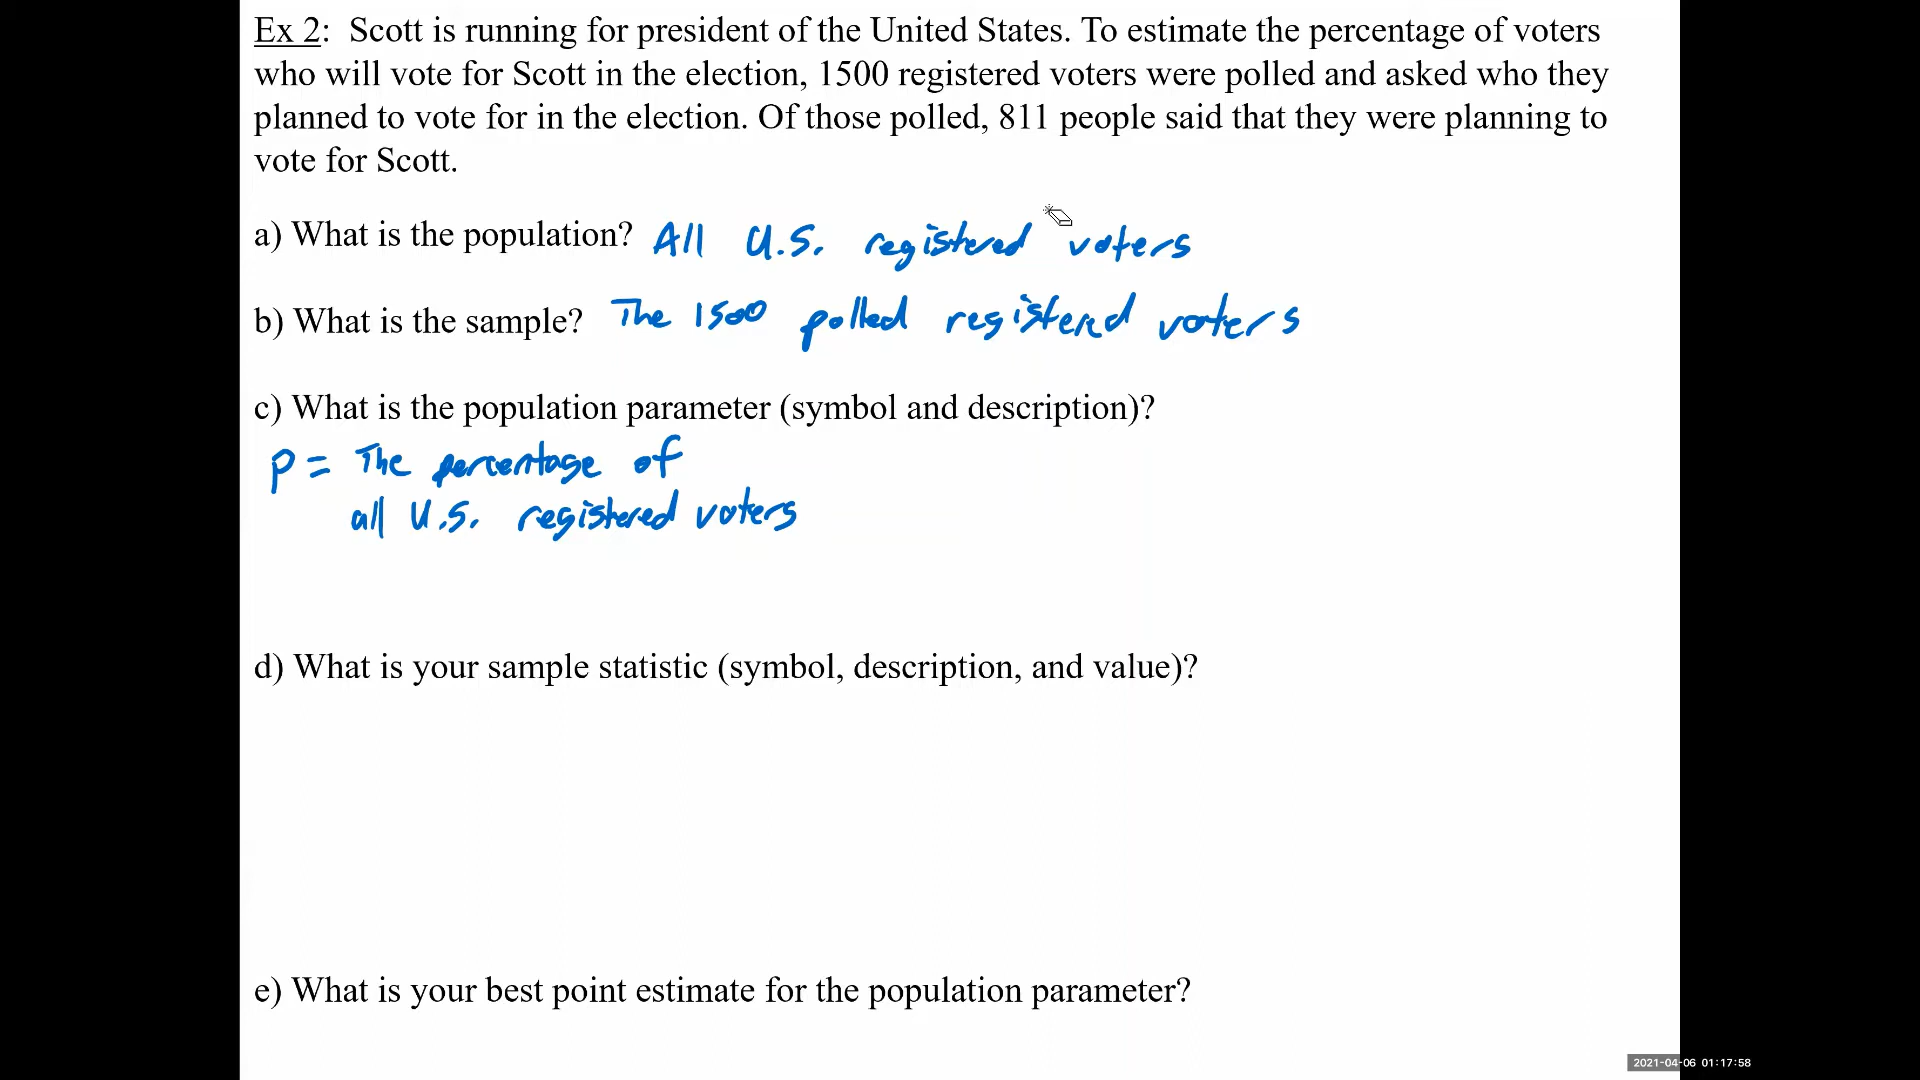 Ex 2: Scott is running for president of the United States. To estimate the percentage of voters
who will vote for Scott in the election, 1500 registered voters were polled and asked who they
planned to vote for in the election. Of those polled, 811 people said that they were planning to
vote for Scott.
a) What is the population? All U.S. registered voters
b) What is the sample? The 1500 polled registered voters
c) What is the population parameter (symbol and description)?
p = The percentage of
all U.S. registered voters
d) What is your sample statistic (symbol, description, and value)?
e) What is your best point estimate for the population parameter?
2021-04-06 01:17:58